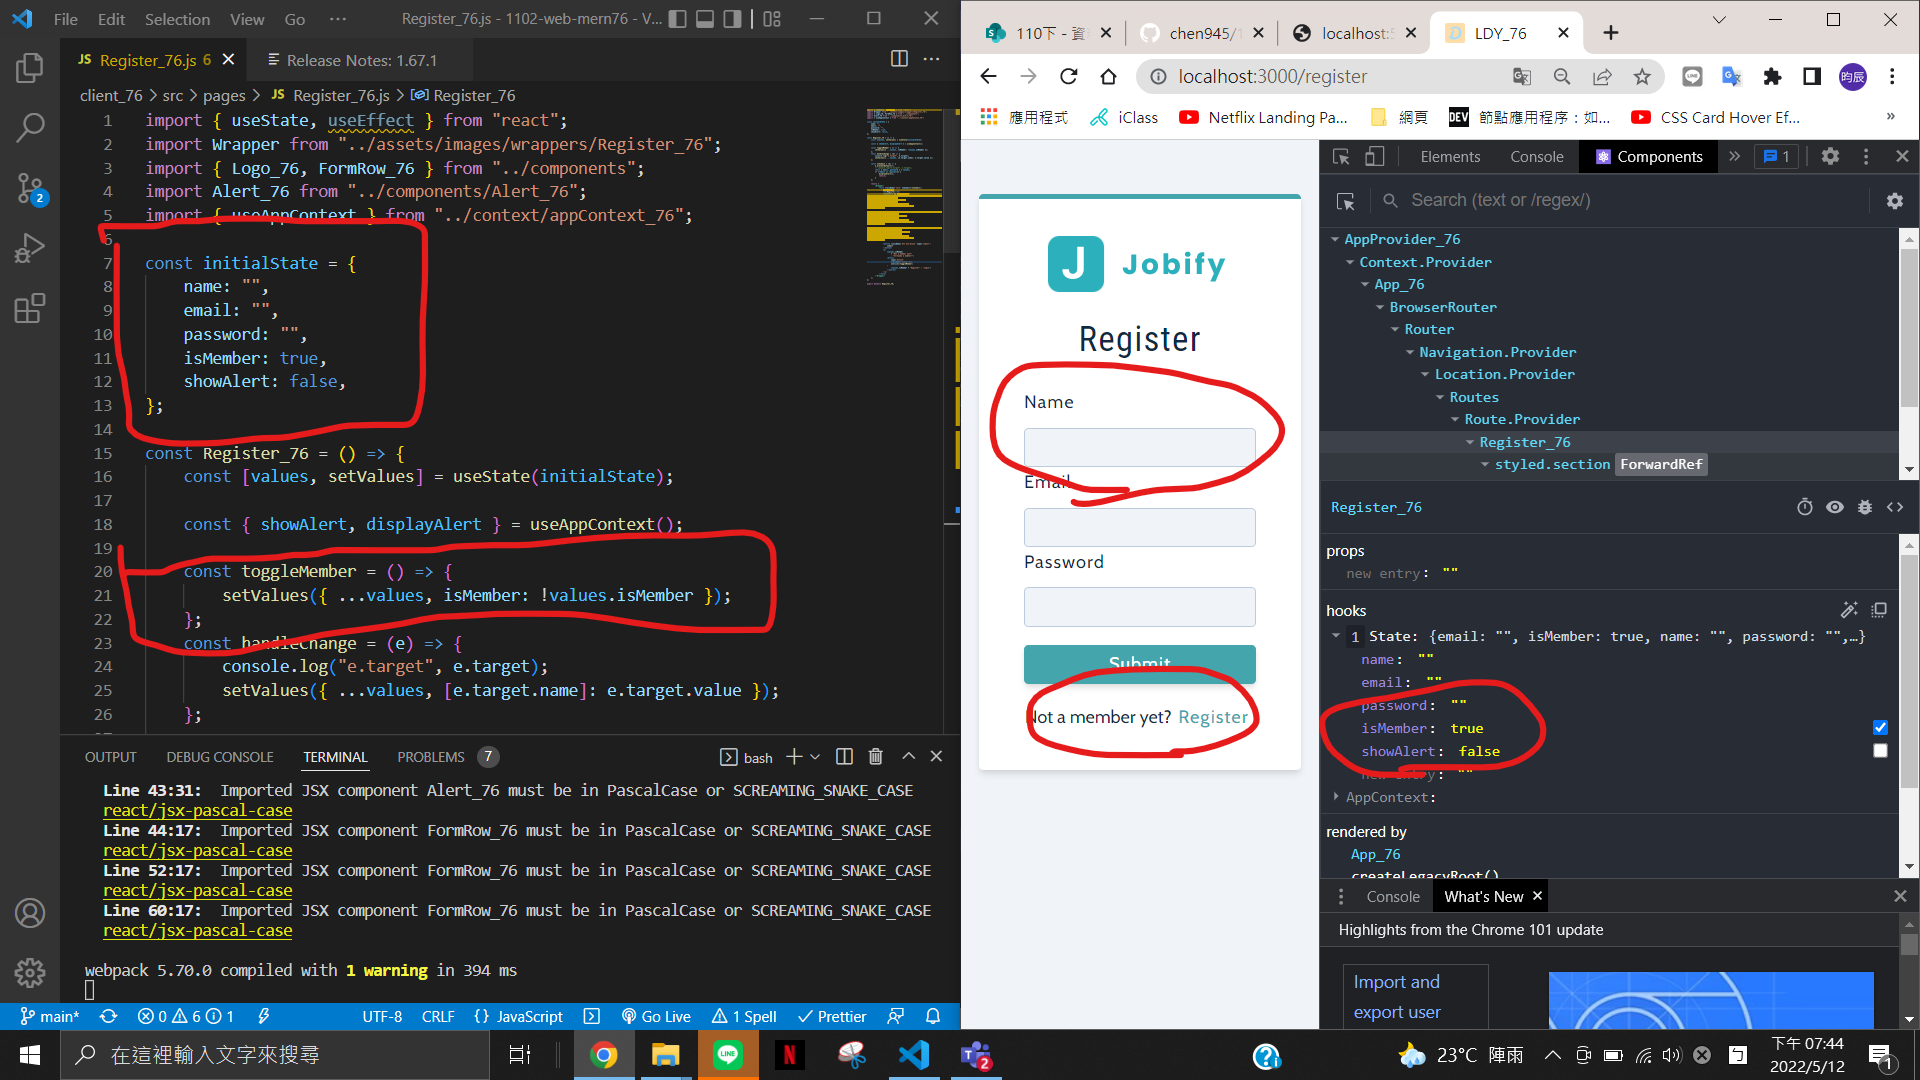 File Edit Selection View Go ··· Register_76.js - 1102-web-mern76 - V...
JS Register_76.js 6 Release Notes: 1.67.1
client_76 > src > pages > JS Register_76.js > Register_76
1 import { useState, useEffect } from "react";
2 import Wrapper from "../assets/images/wrappers/Register_76";
3 import { Logo_76, FormRow_76 } from "../components";
4 import Alert_76 from "../components/Alert_76";
5 import { useAppContext } from "../context/appContext_76";
6
7 const initialState = {
8 name: "",
9 email: "",
10 password: "",
11 isMember: true,
12 showAlert: false,
13 };
14
15 const Register_76 = () => {
16 const [values, setValues] = useState(initialState);
17
18 const { showAlert, displayAlert } = useAppContext();
19
20 const toggleMember = () => {
21 setValues({ ...values, isMember: !values.isMember });
22 };
23 const handleChange = (e) => {
24 console.log("e.target", e.target);
25 setValues({ ...values, [e.target.name]: e.target.value });
26 };
2
OUTPUT DEBUG CONSOLE TERMINAL PROBLEMS 7 bash
Line 43:31: Imported JSX component Alert_76 must be in PascalCase or SCREAMING_SNAKE_CASE
react/jsx-pascal-case
Line 44:17: Imported JSX component FormRow_76 must be in PascalCase or SCREAMING_SNAKE_CASE
react/jsx-pascal-case
Line 52:17: Imported JSX component FormRow_76 must be in PascalCase or SCREAMING_SNAKE_CASE
react/jsx-pascal-case
Line 60:17: Imported JSX component FormRow_76 must be in PascalCase or SCREAMING_SNAKE_CASE
react/jsx-pascal-case
webpack 5.70.0 compiled with 1 warning in 394 ms
main* 0 6 1 UTF-8 CRLF {} JavaScript Go Live 1 Spell Prettier
110下 - 資 chen945/1 localhost:5 LDY_76
localhost:3000/register
昀辰
應用程式 iClass Netflix Landing Pa... 網頁 DEV 節點應用程序：如... CSS Card Hover Ef... »
J Jobify
Register
Name
Email
Password
Submit
Not a member yet? Register
Elements Console Components » 1
Search (text or /regex/)
AppProvider_76
Context.Provider
App_76
BrowserRouter
Router
Navigation.Provider
Location.Provider
Routes
Route.Provider
Register_76
styled.section ForwardRef
Register_76
props
new entry: ""
hooks
1 State: {email: "", isMember: true, name: "", password: "",…}
name: ""
email: ""
password: ""
isMember: true
showAlert: false
new entry: ""
AppContext:
rendered by
App_76
createLegacyRoot()
Console What's New
Highlights from the Chrome 101 update
Import and
export user
在這裡輸入文字來搜尋
LINE
2
23°C 陣雨
下午 07:44
2022/5/12
1